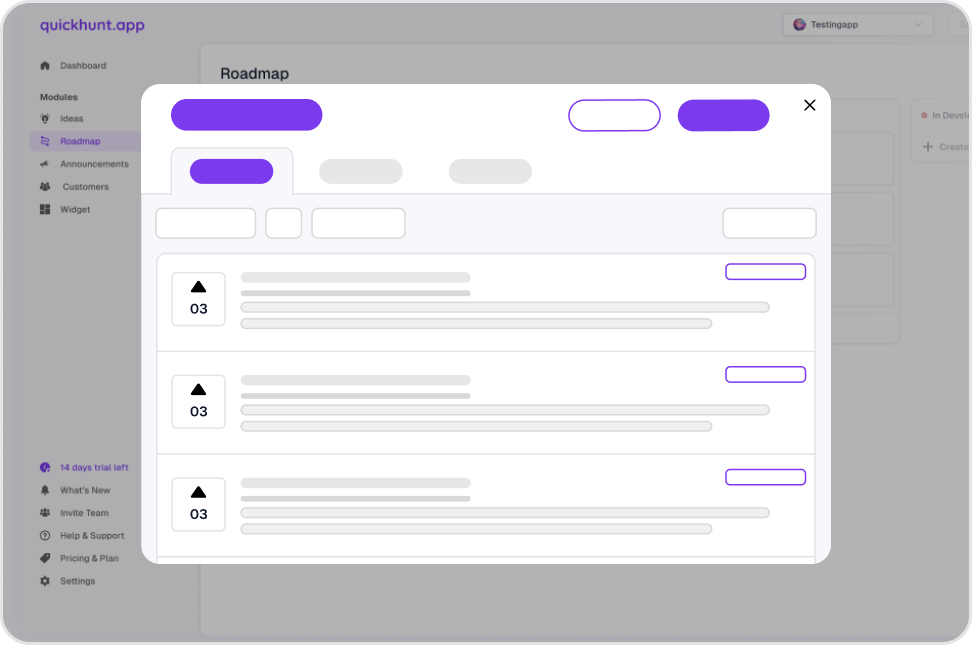 quickhunt.app
Testingapp
Dashboard
Roadmap
Modules
Ideas
Roadmap
In Develo
Announcements
Create
Customers
Widget
03
03
14 days trial left
What's New
Invite Team
03
Help & Support
Pricing & Plan
Settings